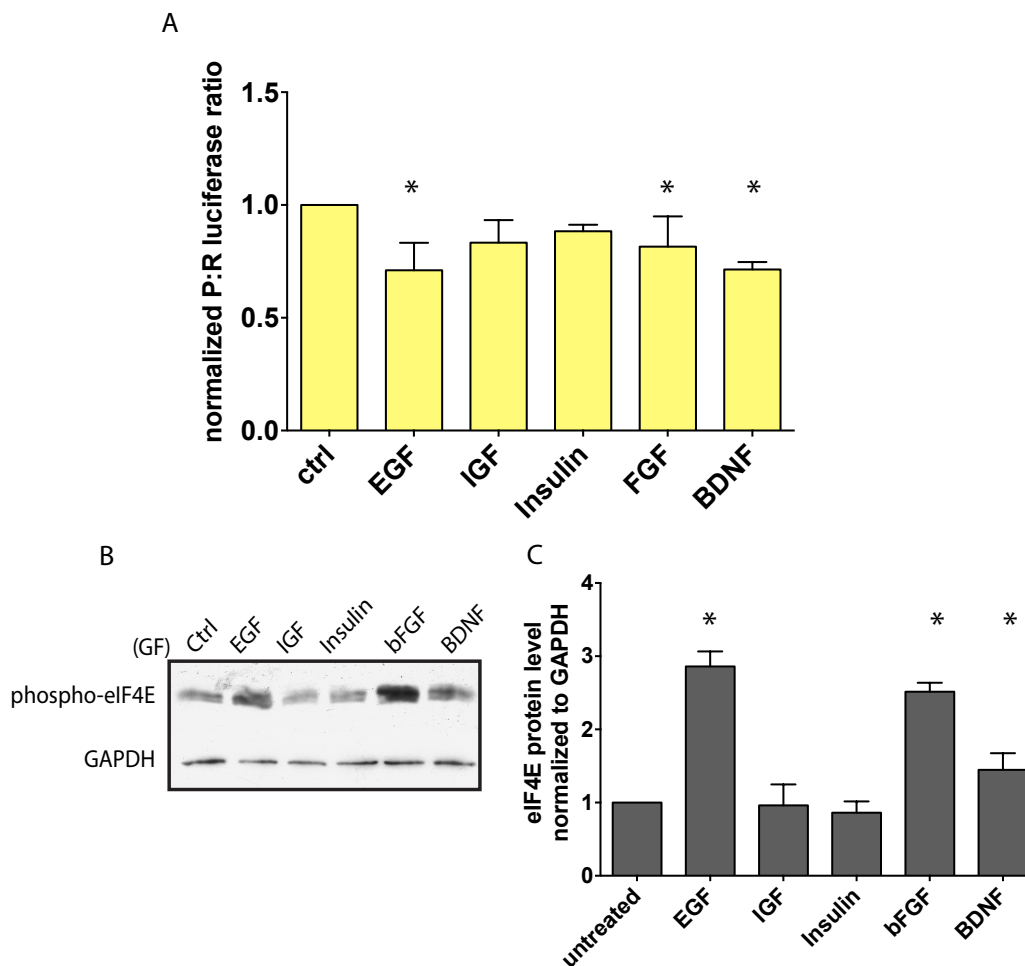 A
normalized P:R luciferase ratio
1.5
1.0
0.5
0.0
* * *
ctrl EGF IGF Insulin FGF BDNF
B
(GF) Ctrl EGF IGF Insulin bFGF BDNF
phospho-eIF4E
GAPDH
C
eIF4E protein level
normalized to GAPDH
4
3
2
1
0
* * *
untreated EGF IGF Insulin bFGF BDNF